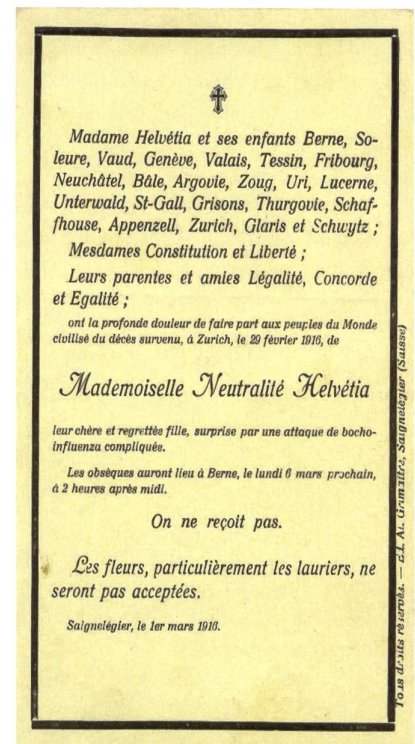 Madame Helvétia et ses enfants Berne, So-
leure, Vaud, Genève, Valais, Tessin, Fribourg,
Neuchâtel, Bâle, Argovie, Zoug, Uri, Lucerne,
Unterwald, St-Gall, Grisons, Thurgovie, Schaf-
fhouse, Appenzell, Zurich, Glaris et Schwytz ;
Mesdames Constitution et Liberté ;
Leurs parentes et amies Légalité, Concorde
et Egalité ;
ont la profonde douleur de faire part aux peuples du Monde
civilisé du décès survenu, à Zurich, le 29 février 1916, de
Mademoiselle Neutralité Helvétia
leur chère et regrettée fille, surprise par une attaque de bocho-
influenza compliquée.
Les obsèques auront lieu à Berne, le lundi 6 mars prochain,
à 2 heures après midi.
On ne reçoit pas.
Les fleurs, particulièrement les lauriers, ne
seront pas acceptées.
Saignelégier, le 1er mars 1916.
Tous droits réservés. — Ed. Al. Grimaître, Saignelégier (Suisse)